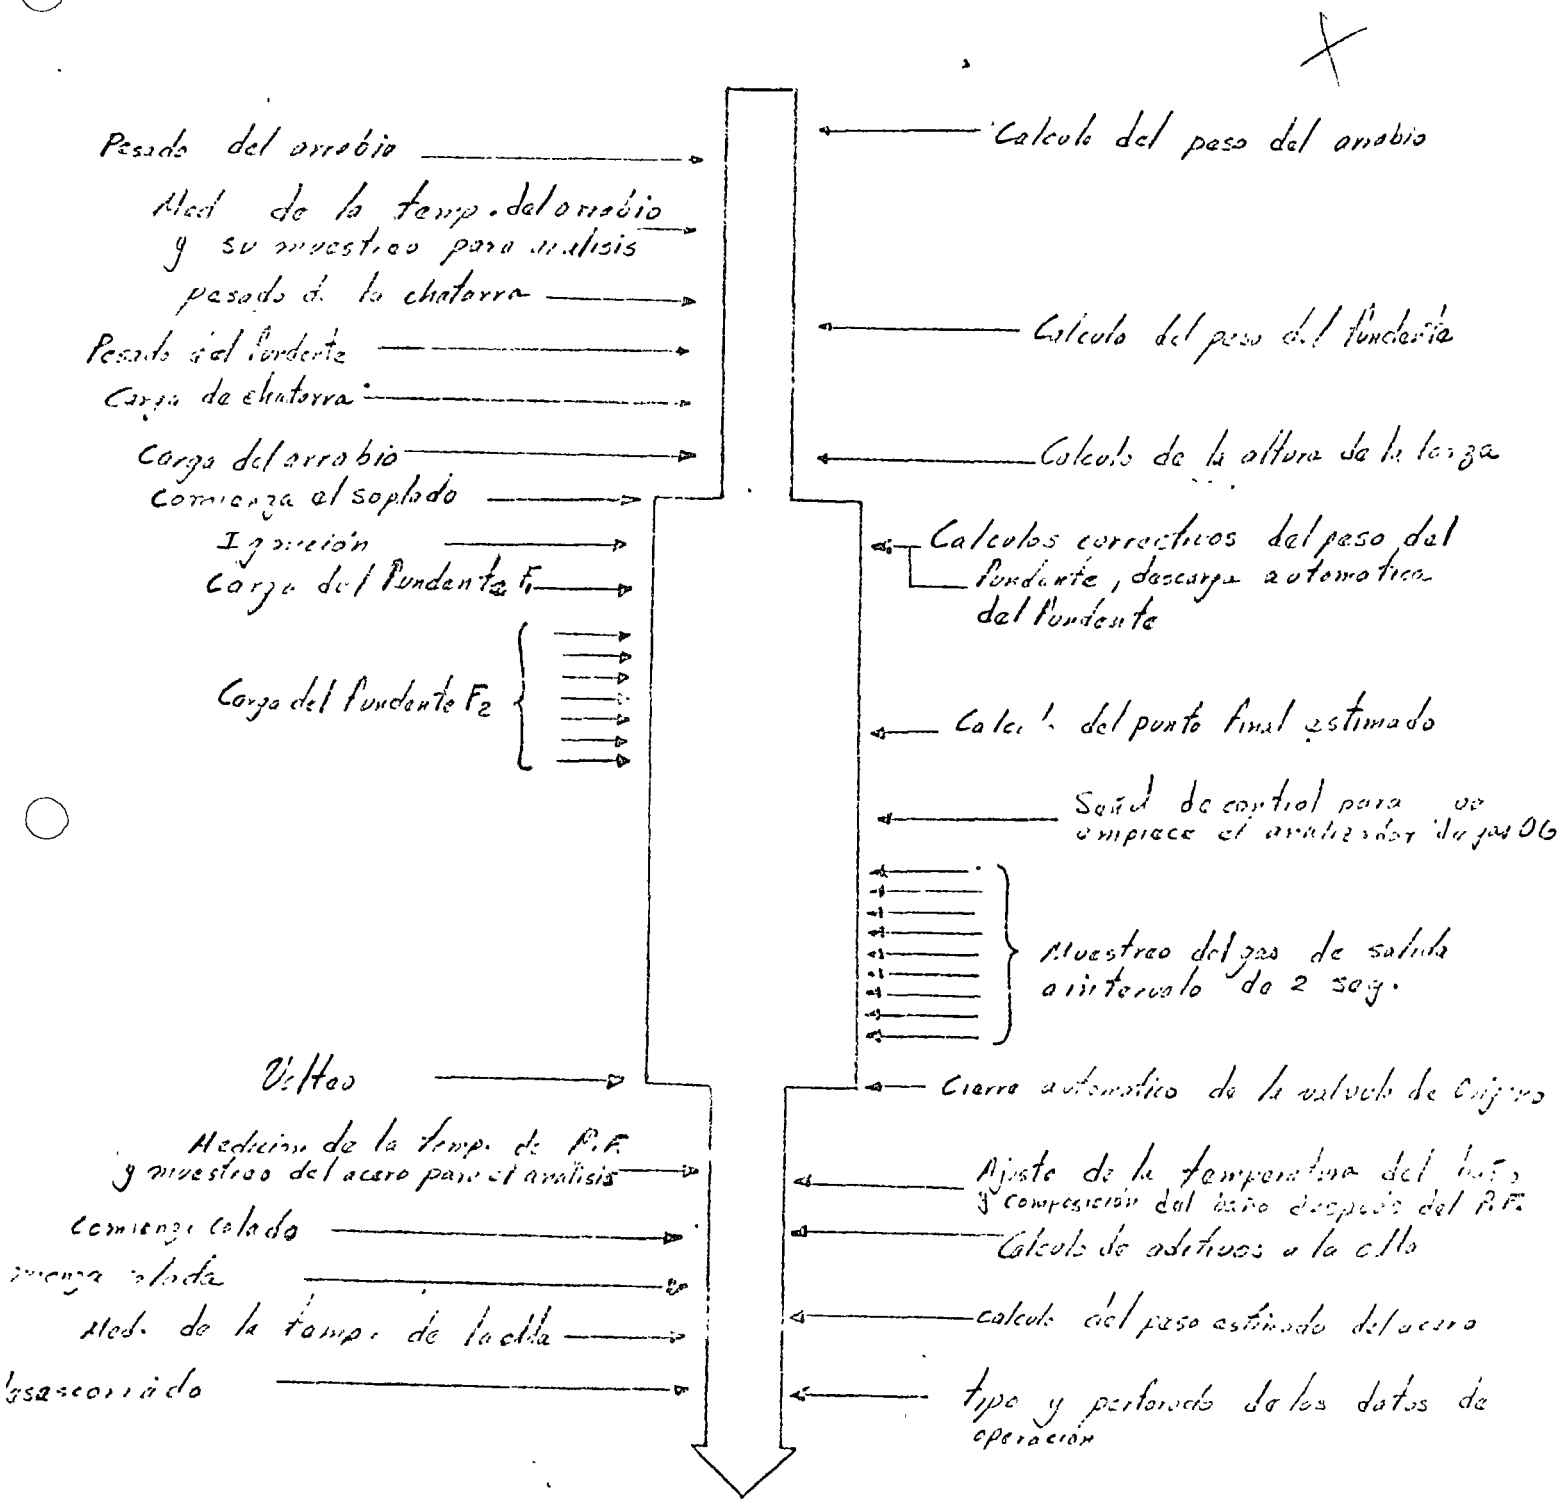 Pesado del arrabio
Calculo del peso del arrabio
Med de la temp. del arrabio
y su muestreo para analisis
pesado d. la chatarra
Calculo del peso del fundente
Pesado del fundente
Carga de chatarra
Carga del arrabio
Calculo de la altura de la lanza
Comienza el soplado
Ignición
Calculos correctivos del peso del
fundente, descarga automatica
del fundente
Carga del fundente F1
Carga del fundente F2
del punto final estimado
Señal de control para
empiece el analizador de gas OG
Muestreo del gas de salida
a intervalo de 2 seg.
Volteo
Cierre automatico de la valvula de Oxigeno
Medicion de la temp. de P.F.
y muestreo del acero para el analisis
Ajuste de la temperatura del baño
y composición del baño después del P.F.
Comienza colado
Calculo de aditivos a la olla
colada
Med. de la temp. de la olla
calculo del peso estimado del acero
tipo y perforado de los datos de
operación